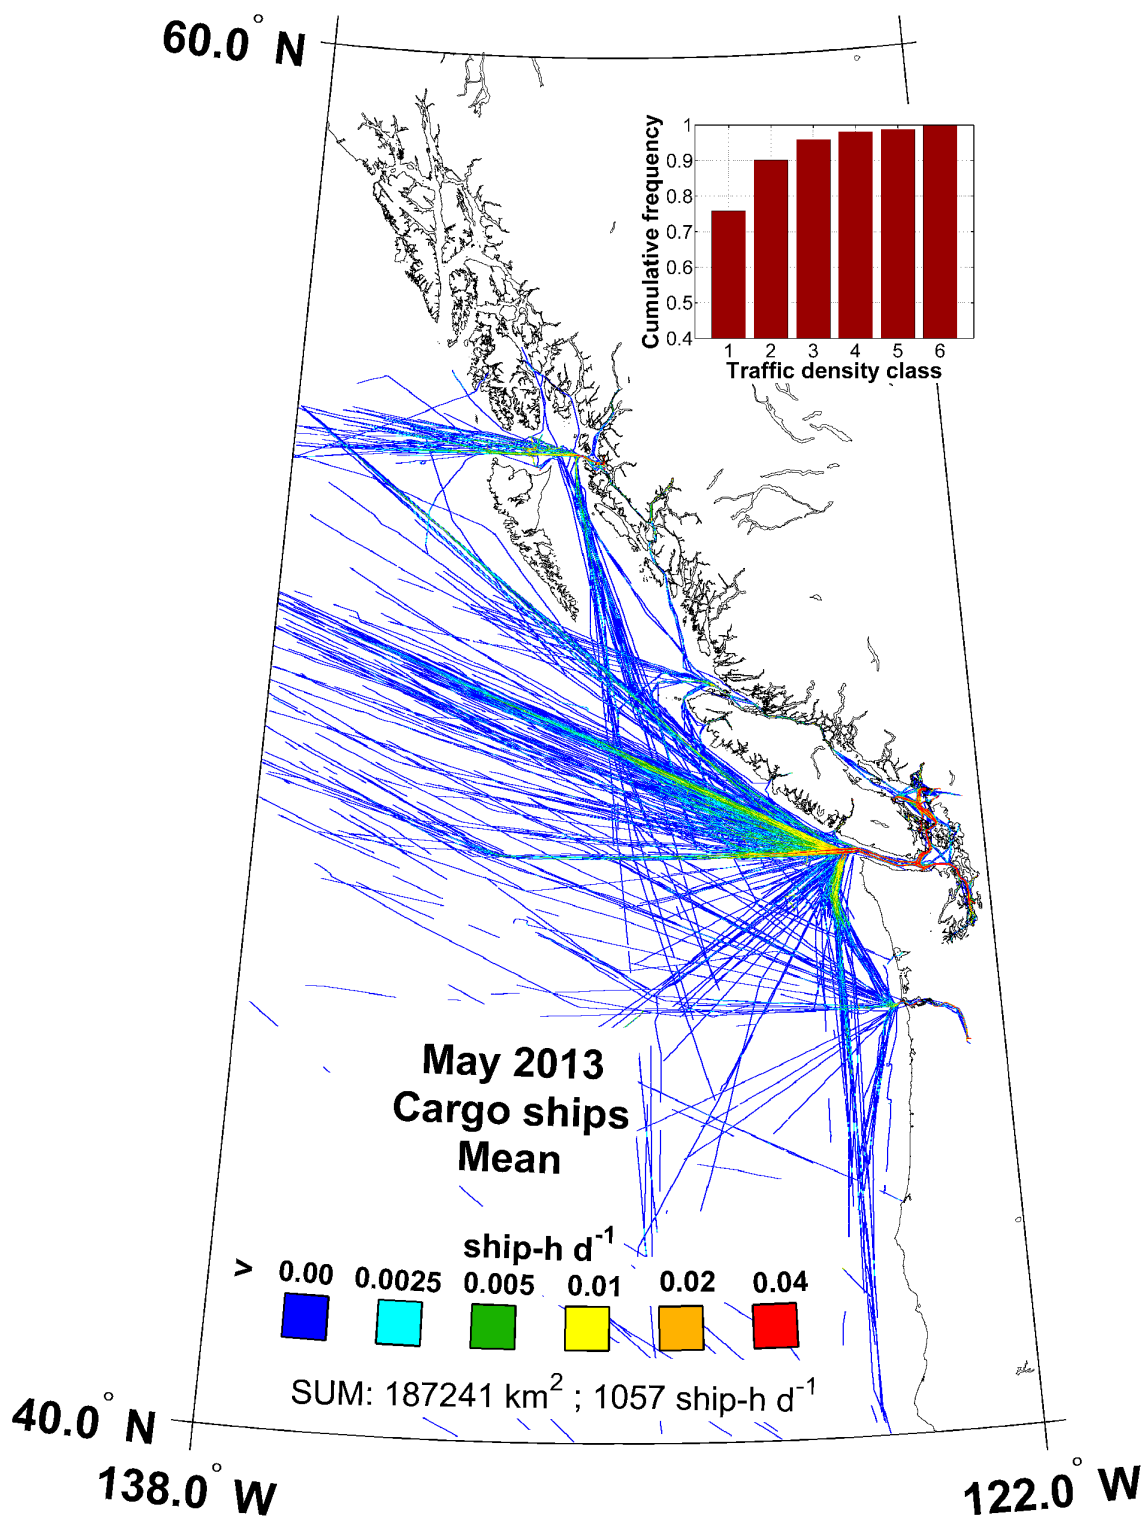 60.0° N
Cumulative frequency
1
0.9
0.8
0.7
0.6
0.5
0.4
1 2 3 4 5 6
Traffic density class
May 2013
Cargo ships
Mean
ship-h d⁻¹
> 0.00 0.0025 0.005 0.01 0.02 0.04
SUM: 187241 km² ; 1057 ship-h d⁻¹
40.0° N
138.0° W
122.0° W